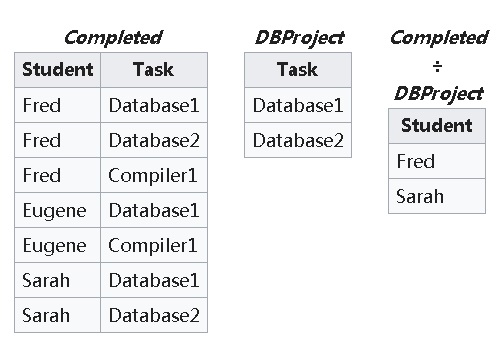 Completed
Student Task
Fred Database1
Fred Database2
Fred Compiler1
Eugene Database1
Eugene Compiler1
Sarah Database1
Sarah Database2
DBProject
Task
Database1
Database2
Completed
÷
DBProject
Student
Fred
Sarah